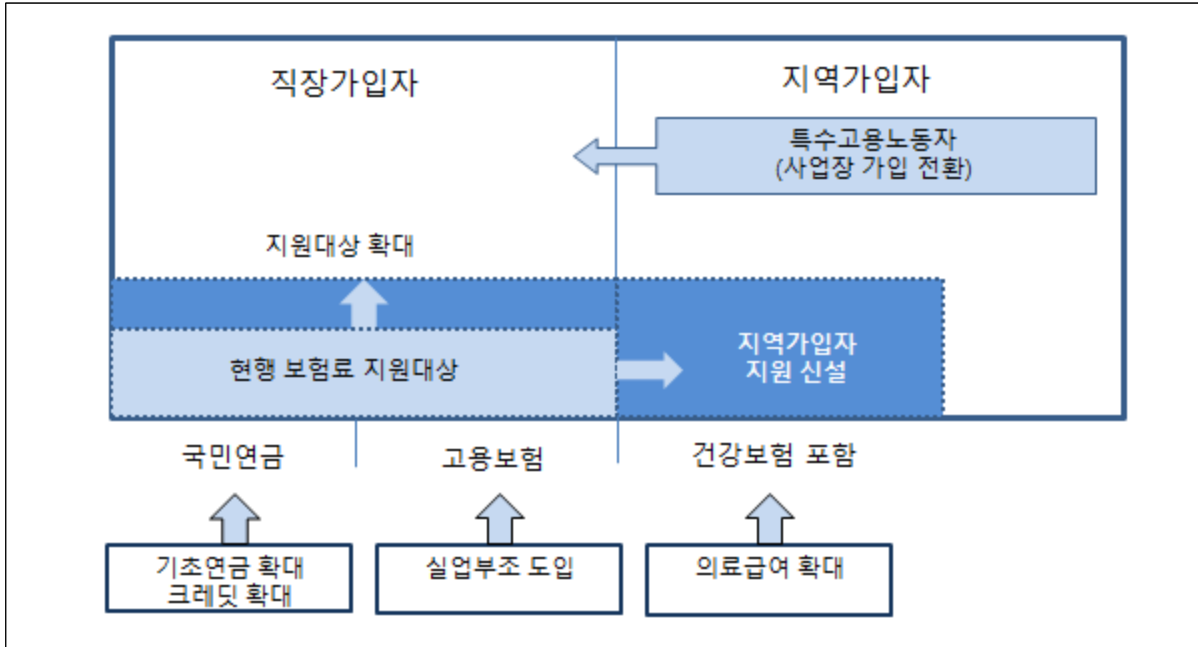 직장가입자
지역가입자
특수고용노동자
(사업장 가입 전환)
지원대상 확대
현행 보험료 지원대상
지역가입자
지원 신설
국민연금
고용보험
건강보험 포함
기초연금 확대
크레딧 확대
실업부조 도입
의료급여 확대